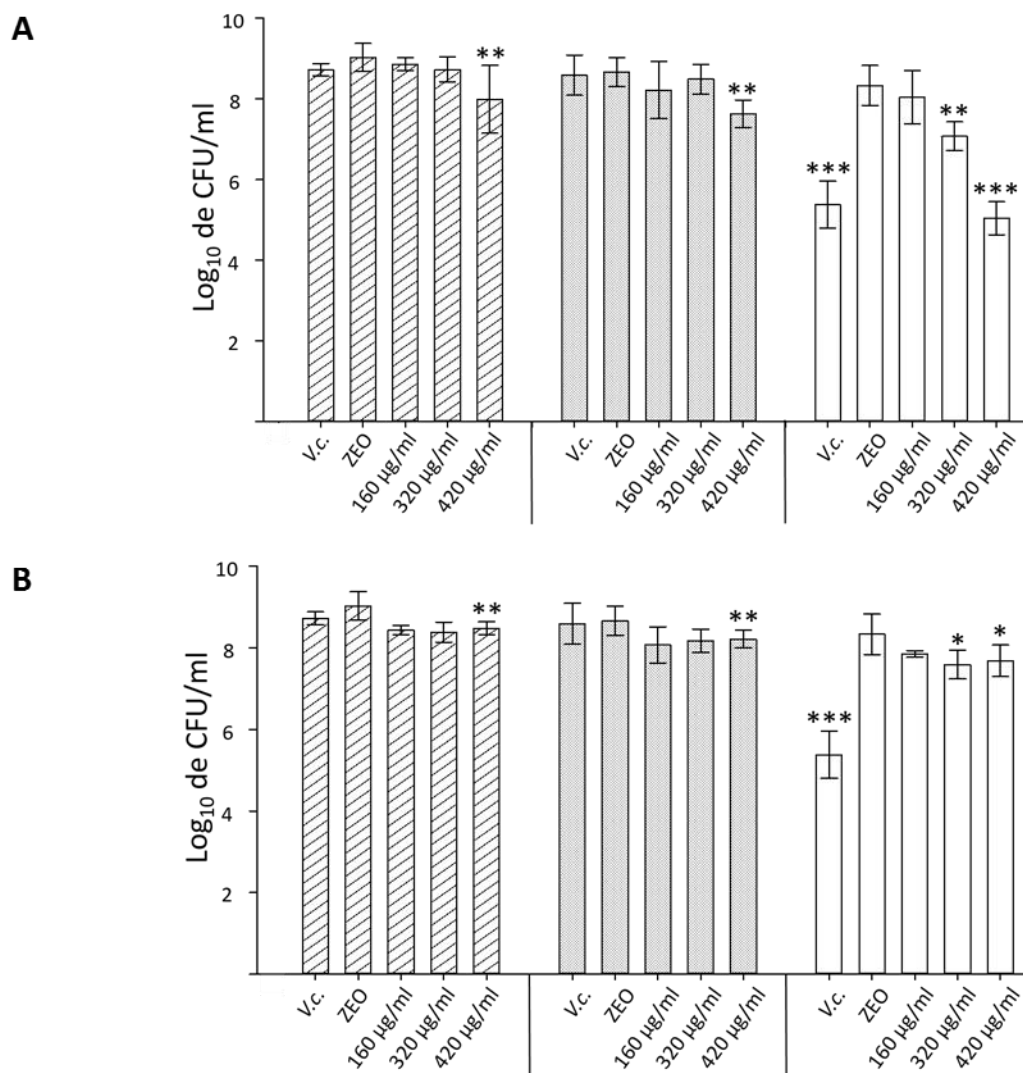 A
Log₁₀ de CFU/ml
10
8
6
4
2
**
**
***
**
***
V.c.
ZEO
160 µg/ml
320 µg/ml
420 µg/ml
V.c.
ZEO
160 µg/ml
320 µg/ml
420 µg/ml
V.c.
ZEO
160 µg/ml
320 µg/ml
420 µg/ml
B
Log₁₀ de CFU/ml
10
8
6
4
2
**
**
***
*
*
V.c.
ZEO
160 µg/ml
320 µg/ml
420 µg/ml
V.c.
ZEO
160 µg/ml
320 µg/ml
420 µg/ml
V.c.
ZEO
160 µg/ml
320 µg/ml
420 µg/ml